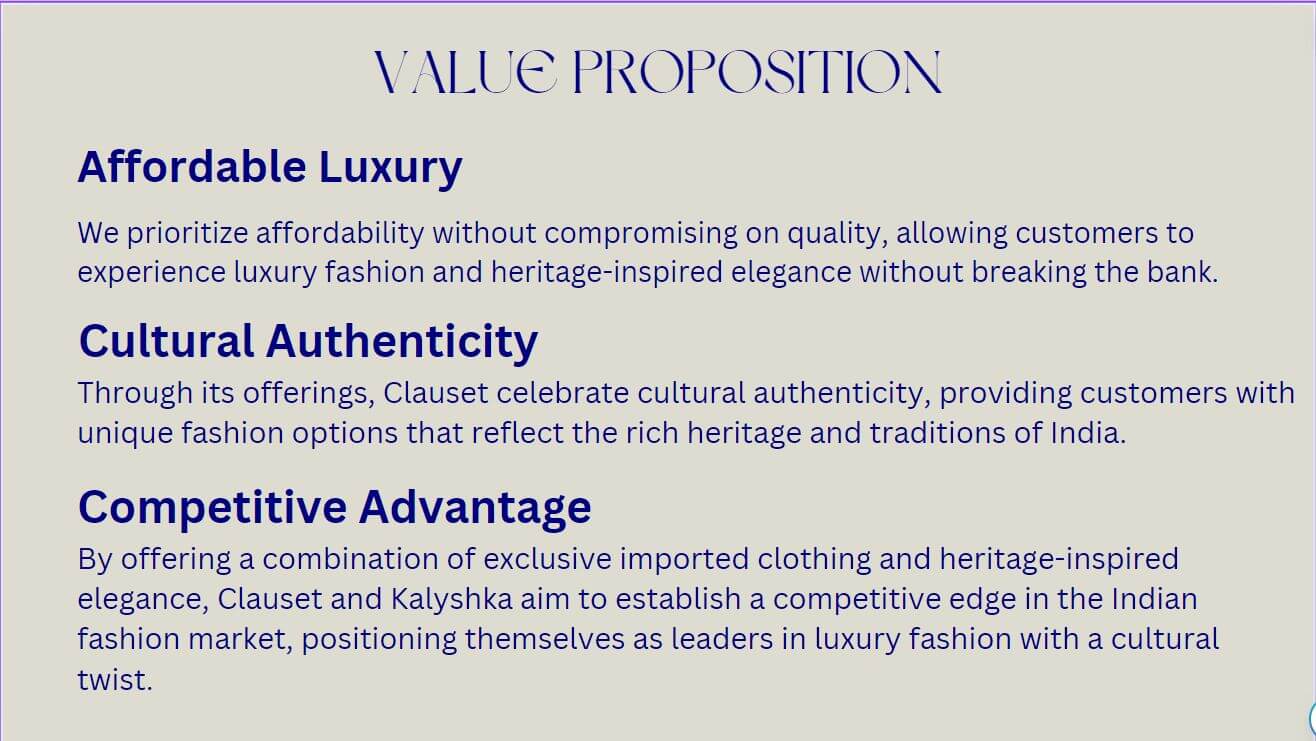 VALUE PROPOSITION
Affordable Luxury
We prioritize affordability without compromising on quality, allowing customers to
experience luxury fashion and heritage-inspired elegance without breaking the bank.
Cultural Authenticity
Through its offerings, Clauset celebrate cultural authenticity, providing customers with
unique fashion options that reflect the rich heritage and traditions of India.
Competitive Advantage
By offering a combination of exclusive imported clothing and heritage-inspired
elegance, Clauset and Kalyshka aim to establish a competitive edge in the Indian
fashion market, positioning themselves as leaders in luxury fashion with a cultural
twist.